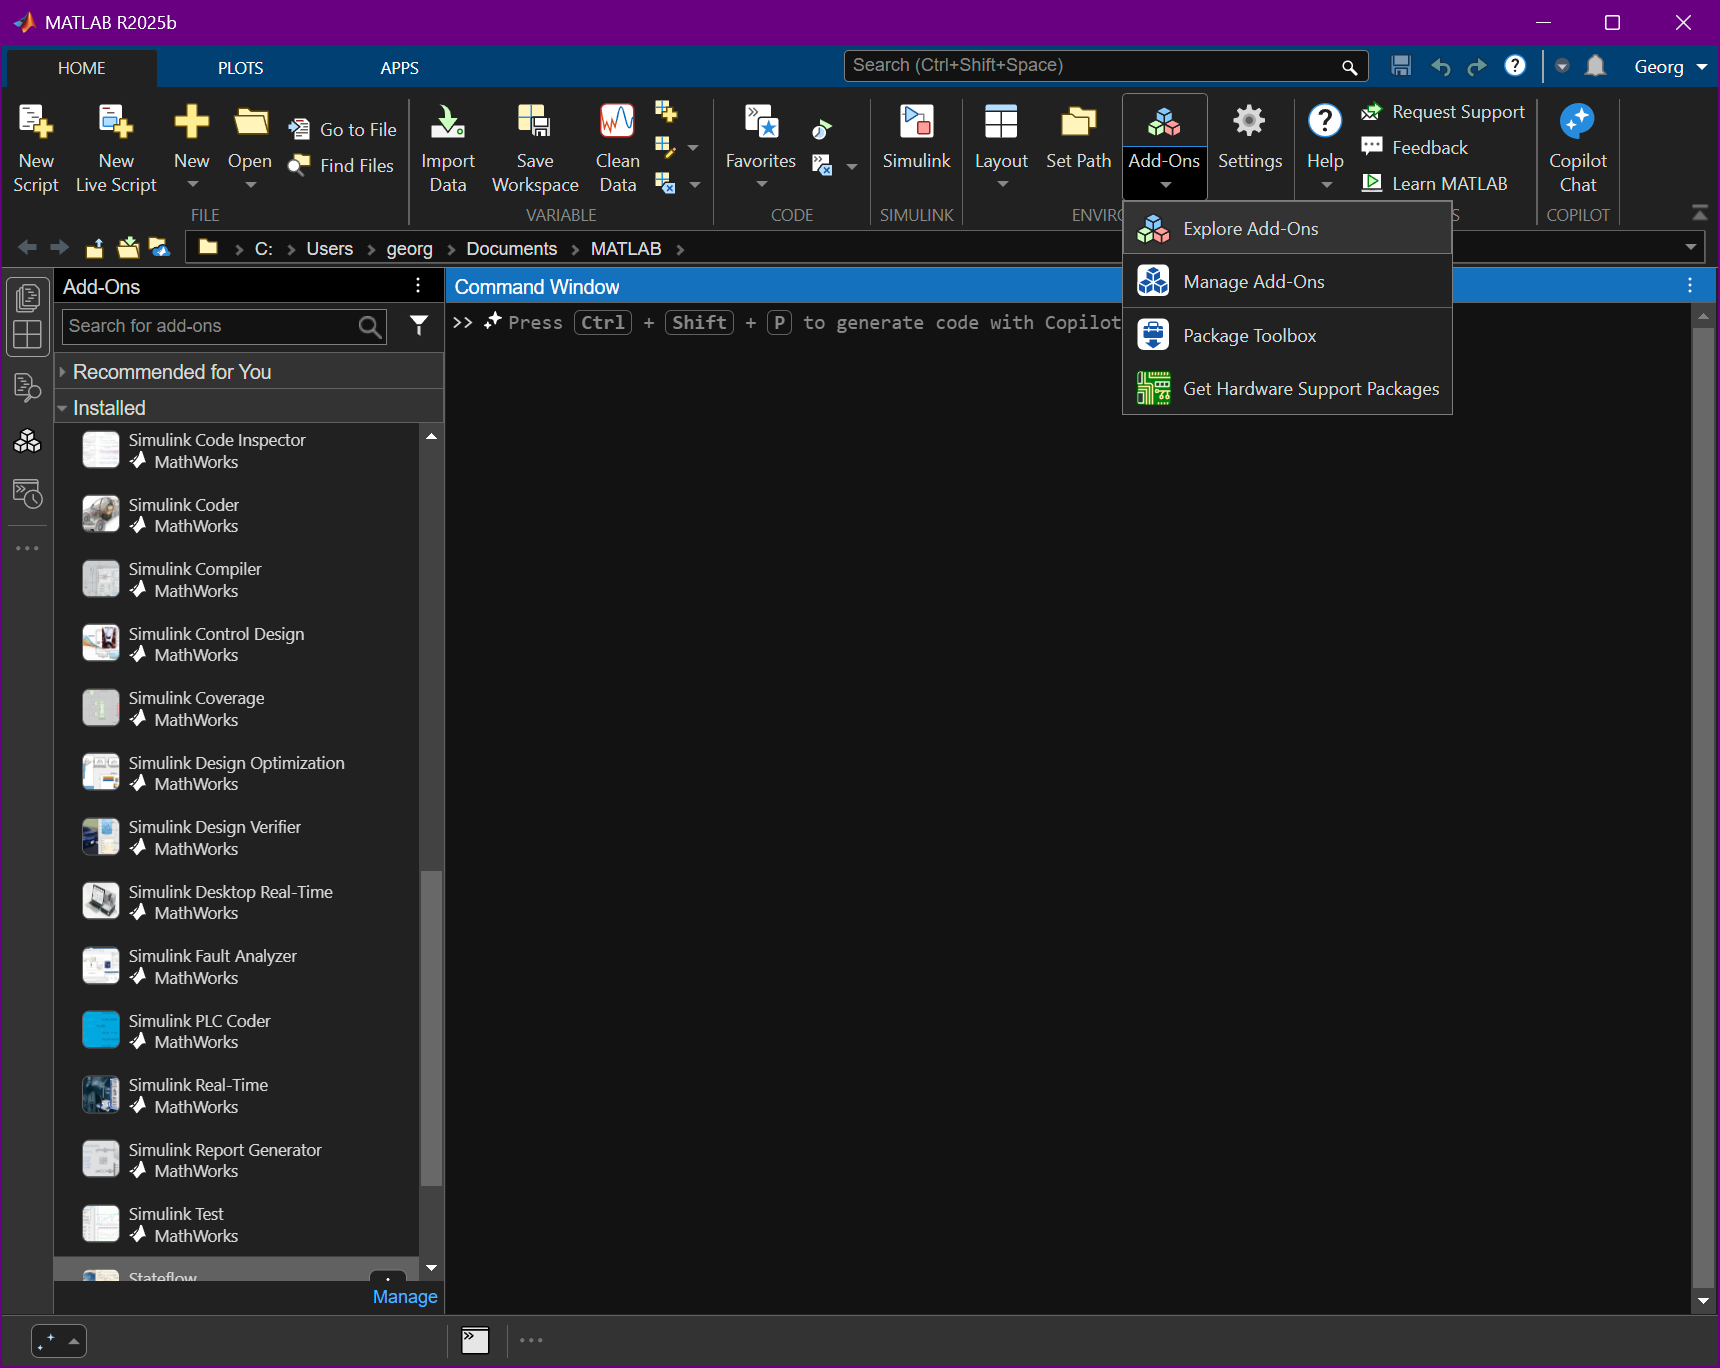 MATLAB R2025b
HOME PLOTS APPS
Search (Ctrl+Shift+Space)
Georg
New Script
New Live Script
New
Open
Go to File
Find Files
Import Data
Save Workspace
Clean Data
Favorites
Simulink
Layout
Set Path
Add-Ons
Settings
Help
Request Support
Feedback
Learn MATLAB
Copilot Chat
FILE
VARIABLE
CODE
SIMULINK
ENVIR
S
COPILOT
C: Users georg Documents MATLAB
Explore Add-Ons
Manage Add-Ons
Package Toolbox
Get Hardware Support Packages
Add-Ons
Search for add-ons
Recommended for You
Installed
Simulink Code Inspector
MathWorks
Simulink Coder
MathWorks
Simulink Compiler
MathWorks
Simulink Control Design
MathWorks
Simulink Coverage
MathWorks
Simulink Design Optimization
MathWorks
Simulink Design Verifier
MathWorks
Simulink Desktop Real-Time
MathWorks
Simulink Fault Analyzer
MathWorks
Simulink PLC Coder
MathWorks
Simulink Real-Time
MathWorks
Simulink Report Generator
MathWorks
Simulink Test
MathWorks
Stateflow
Manage
Command Window
>> Press Ctrl + Shift + P to generate code with Copilot